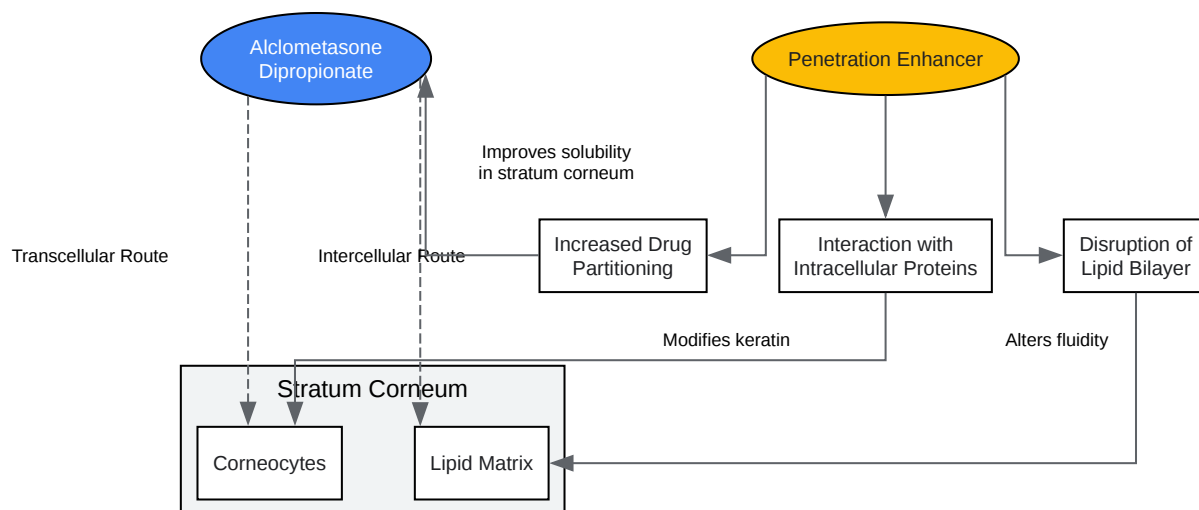 Alclometasone
Dipropionate
Penetration Enhancer
Improves solubility
in stratum corneum
Transcellular Route
Intercellular Route
Increased Drug
Partitioning
Interaction with
Intracellular Proteins
Disruption of
Lipid Bilayer
Modifies keratin
Alters fluidity
Stratum Corneum
Corneocytes
Lipid Matrix